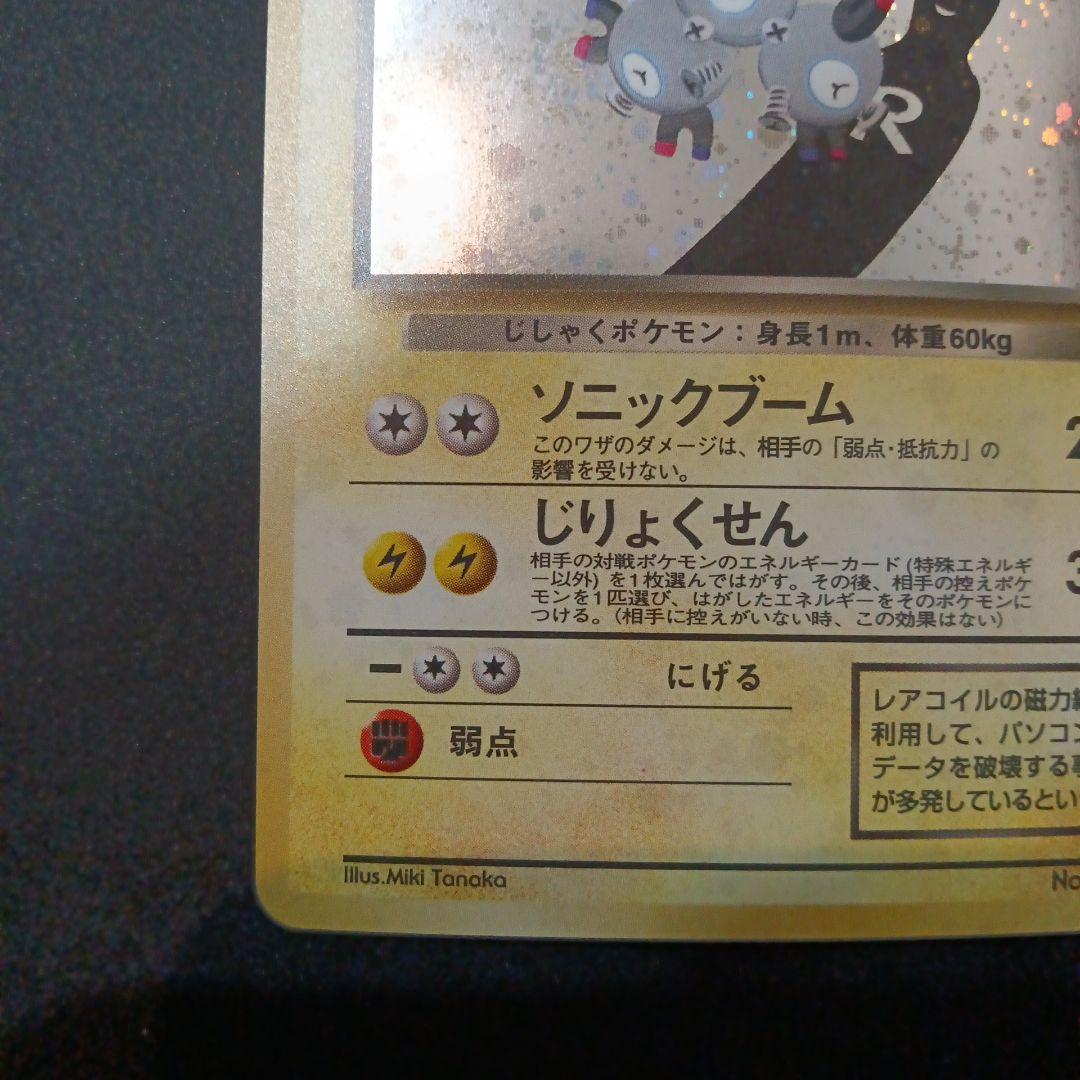 R
じしゃくポケモン：身長1m、体重60kg
ソニックブーム
このワザのダメージは、相手の「弱点・抵抗力」の
影響を受けない。
じりょくせん
相手の対戦ポケモンのエネルギーカード(特殊エネルギ
ー以外)を1枚選んではがす。その後、相手の控えポケ
モンを1匹選び、はがしたエネルギーをそのポケモンに
つける。(相手に控えがいない時、この効果はない)
ー にげる
弱点
レアコイルの磁力
利用して、パソコン
データを破壊する
が多発しているとい
Illus.Miki Tanaka
No